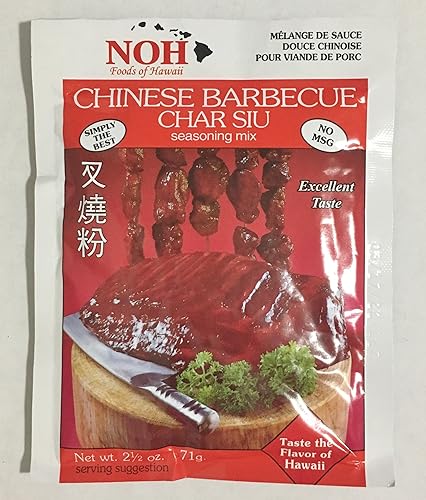 NOH
Foods of Hawaii
MÉLANGE DE SAUCE
DOUCE CHINOISE
POUR VIANDE DE PORC
CHINESE BARBECUE
CHAR SIU
seasoning mix
SIMPLY
THE
BEST
NO
MSG
叉燒粉
Excellent
Taste
Net wt. 2½ oz. 71g.
serving suggestion
Taste the
Flavor of
Hawaii